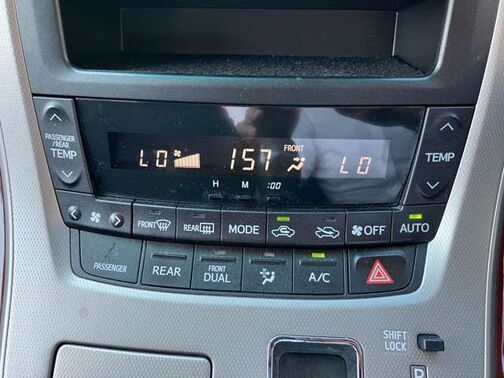 PASSENGER
/REAR
TEMP
LO 157 FRONT LO
TEMP
H M :00
FRONT REAR MODE OFF AUTO
PASSENGER REAR FRONT DUAL A/C
SHIFT
LOCK
P